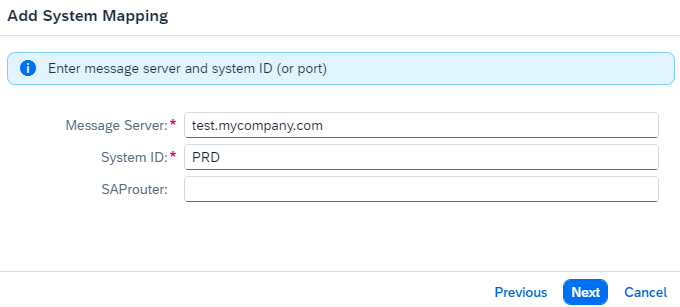 Add System Mapping
Enter message server and system ID (or port)
Message Server:* test.mycompany.com
System ID:* PRD
SAProuter:
Previous Next Cancel